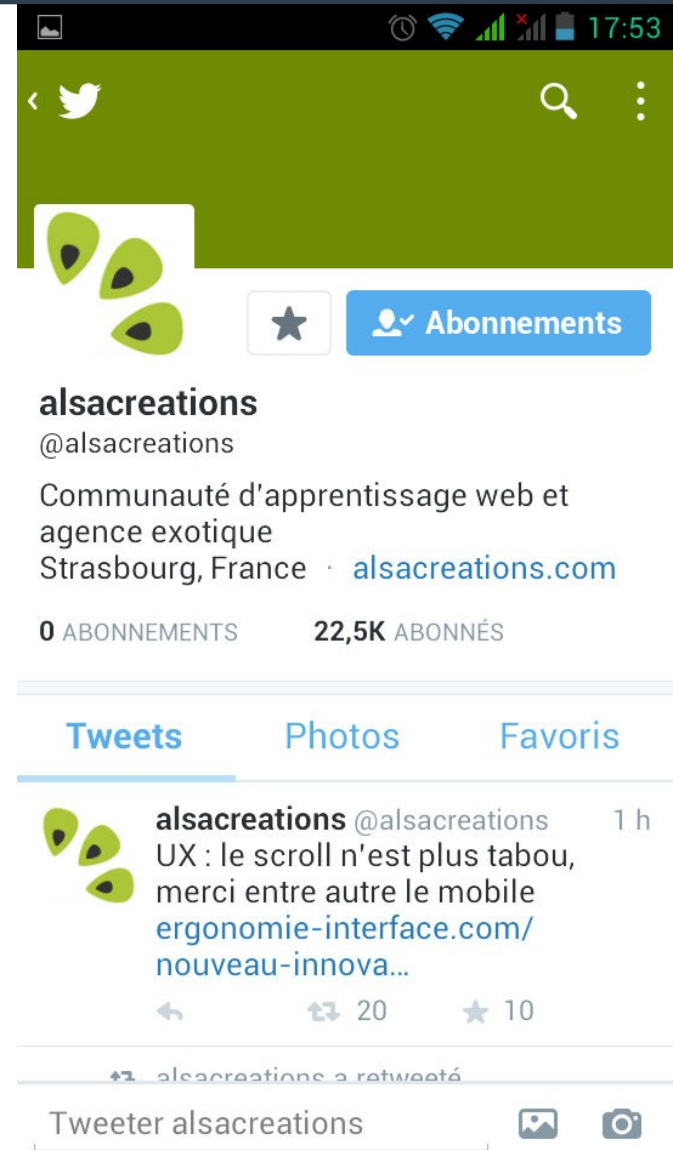 17:53
Abonnements
alsacreations
@alsacreations
Communauté d'apprentissage web et
agence exotique
Strasbourg, France · alsacreations.com
0 ABONNEMENTS 22,5K ABONNÉS
Tweets Photos Favoris
alsacreations @alsacreations 1 h
UX : le scroll n'est plus tabou,
merci entre autre le mobile
ergonomie-interface.com/
nouveau-innova…
20 10
alsacreations a retweeté
Tweeter alsacreations